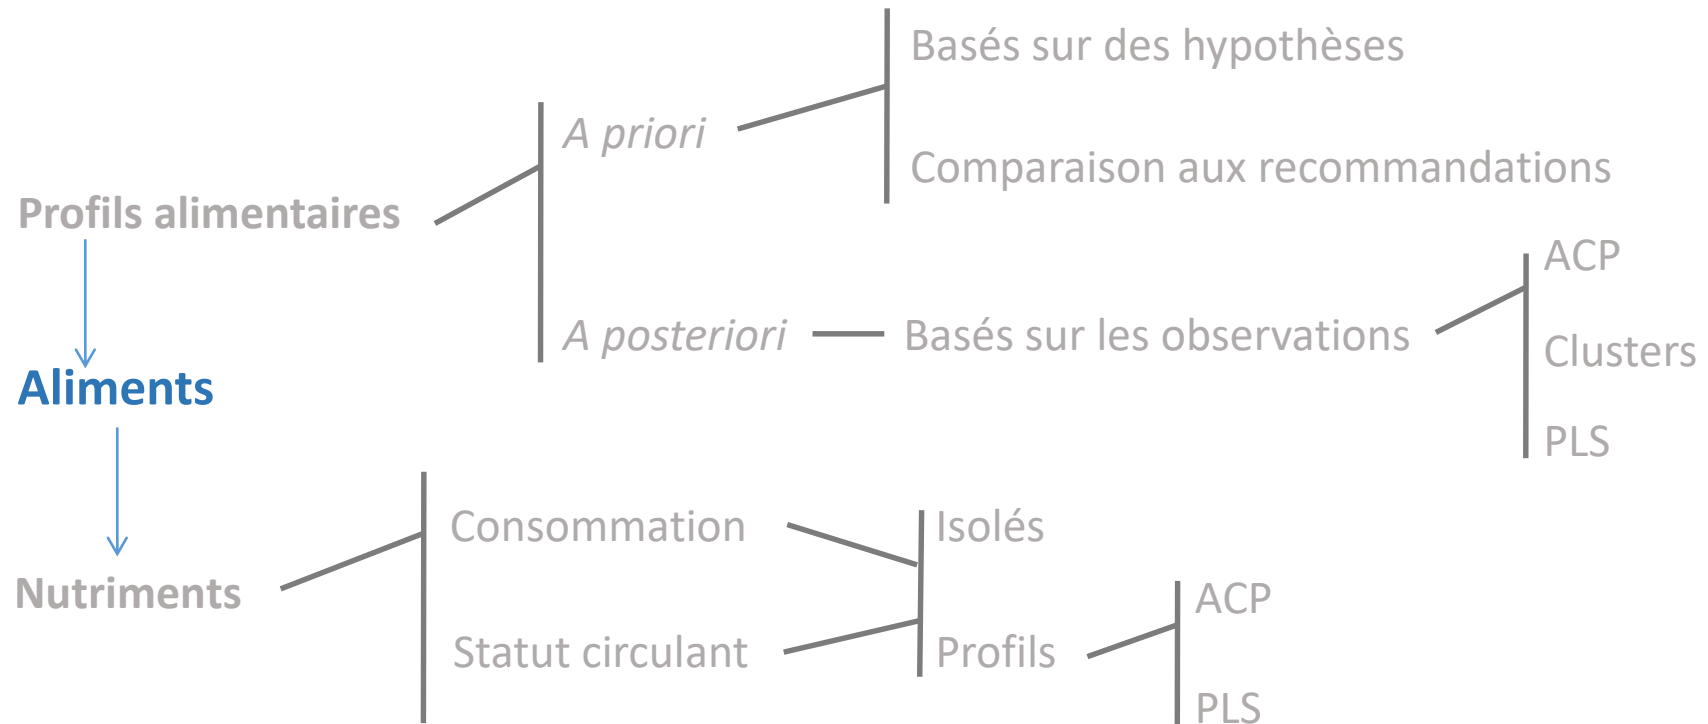 Basés sur des hypothèses
A priori
Comparaison aux recommandations
Profils alimentaires
ACP
A posteriori
Basés sur les observations
Clusters
Aliments
PLS
Consommation
Isolés
Nutriments
ACP
Statut circulant
Profils
PLS